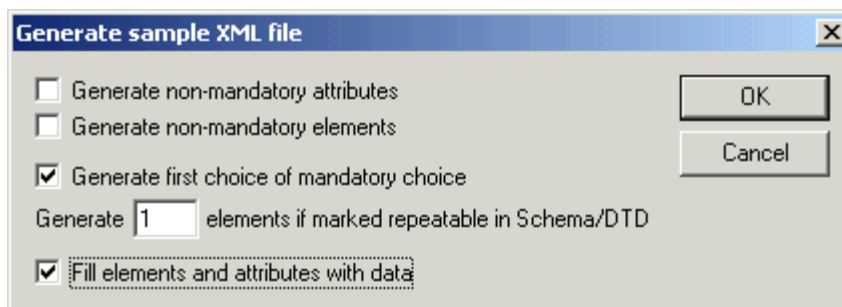 Generate sample XML file
Generate non-mandatory attributes
OK
Generate non-mandatory elements
Cancel
Generate first choice of mandatory choice
Generate 1 elements if marked repeatable in Schema/DTD
Fill elements and attributes with data